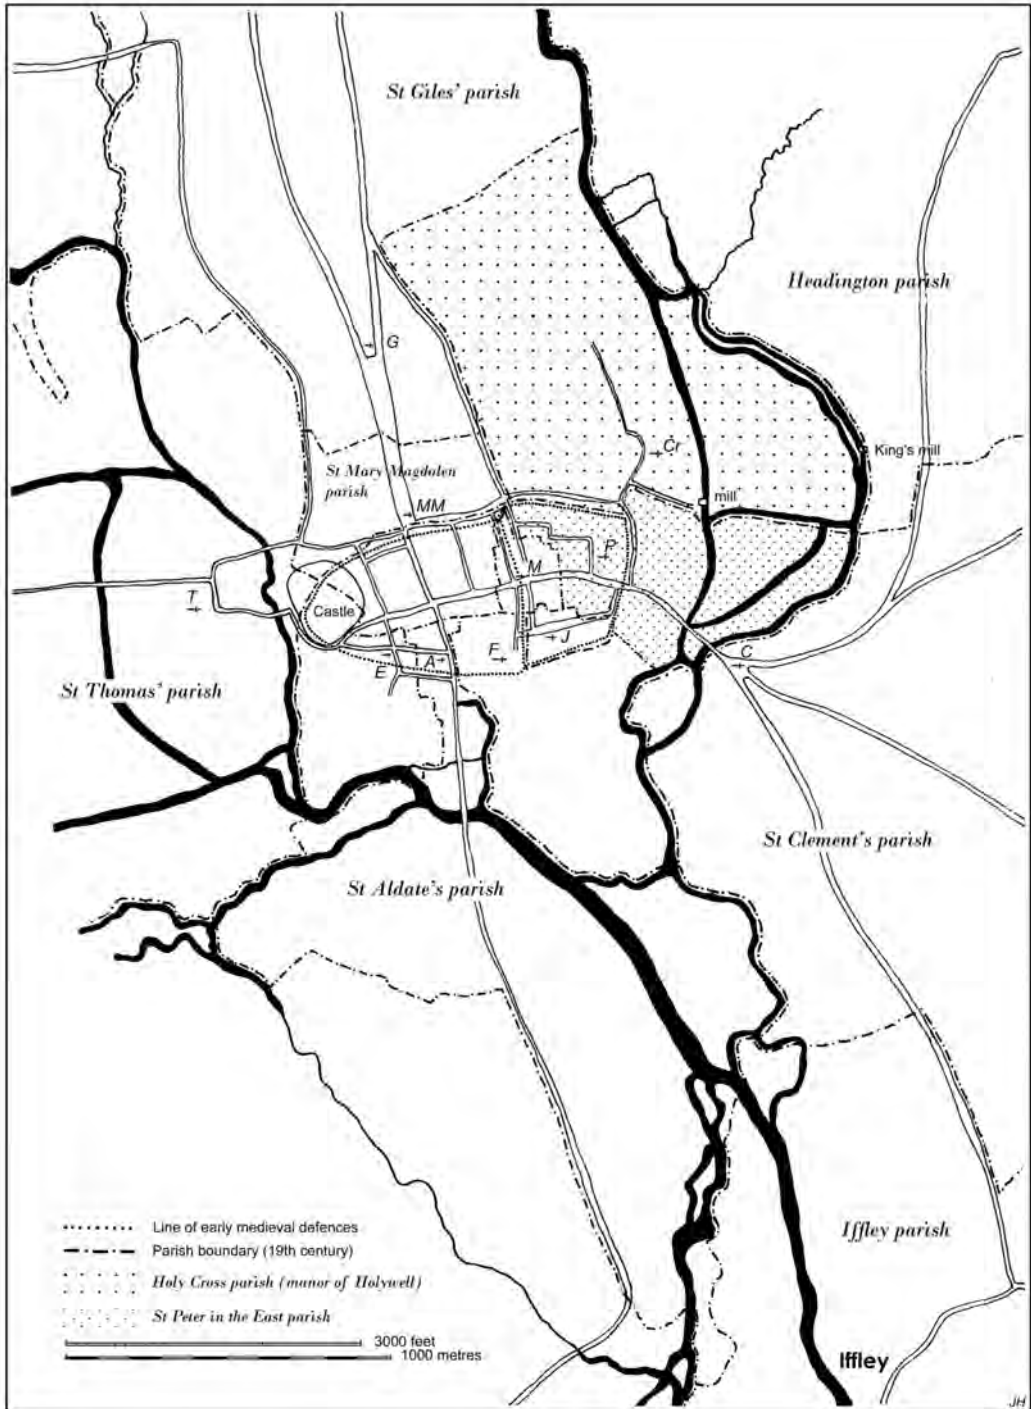 St Giles' parish
Headington parish
G
King's mill
Cr
St Mary Magdalen
parish
MM
mill
P
M
T
Castle
J
F
A
E
C
St Thomas' parish
St Clement's parish
St Aldate's parish
Line of early medieval defences
Parish boundary (19th century)
Holy Cross parish (manor of Holywell)
St Peter in the East parish
3000 feet
1000 metres
Iffley parish
Iffley
JH